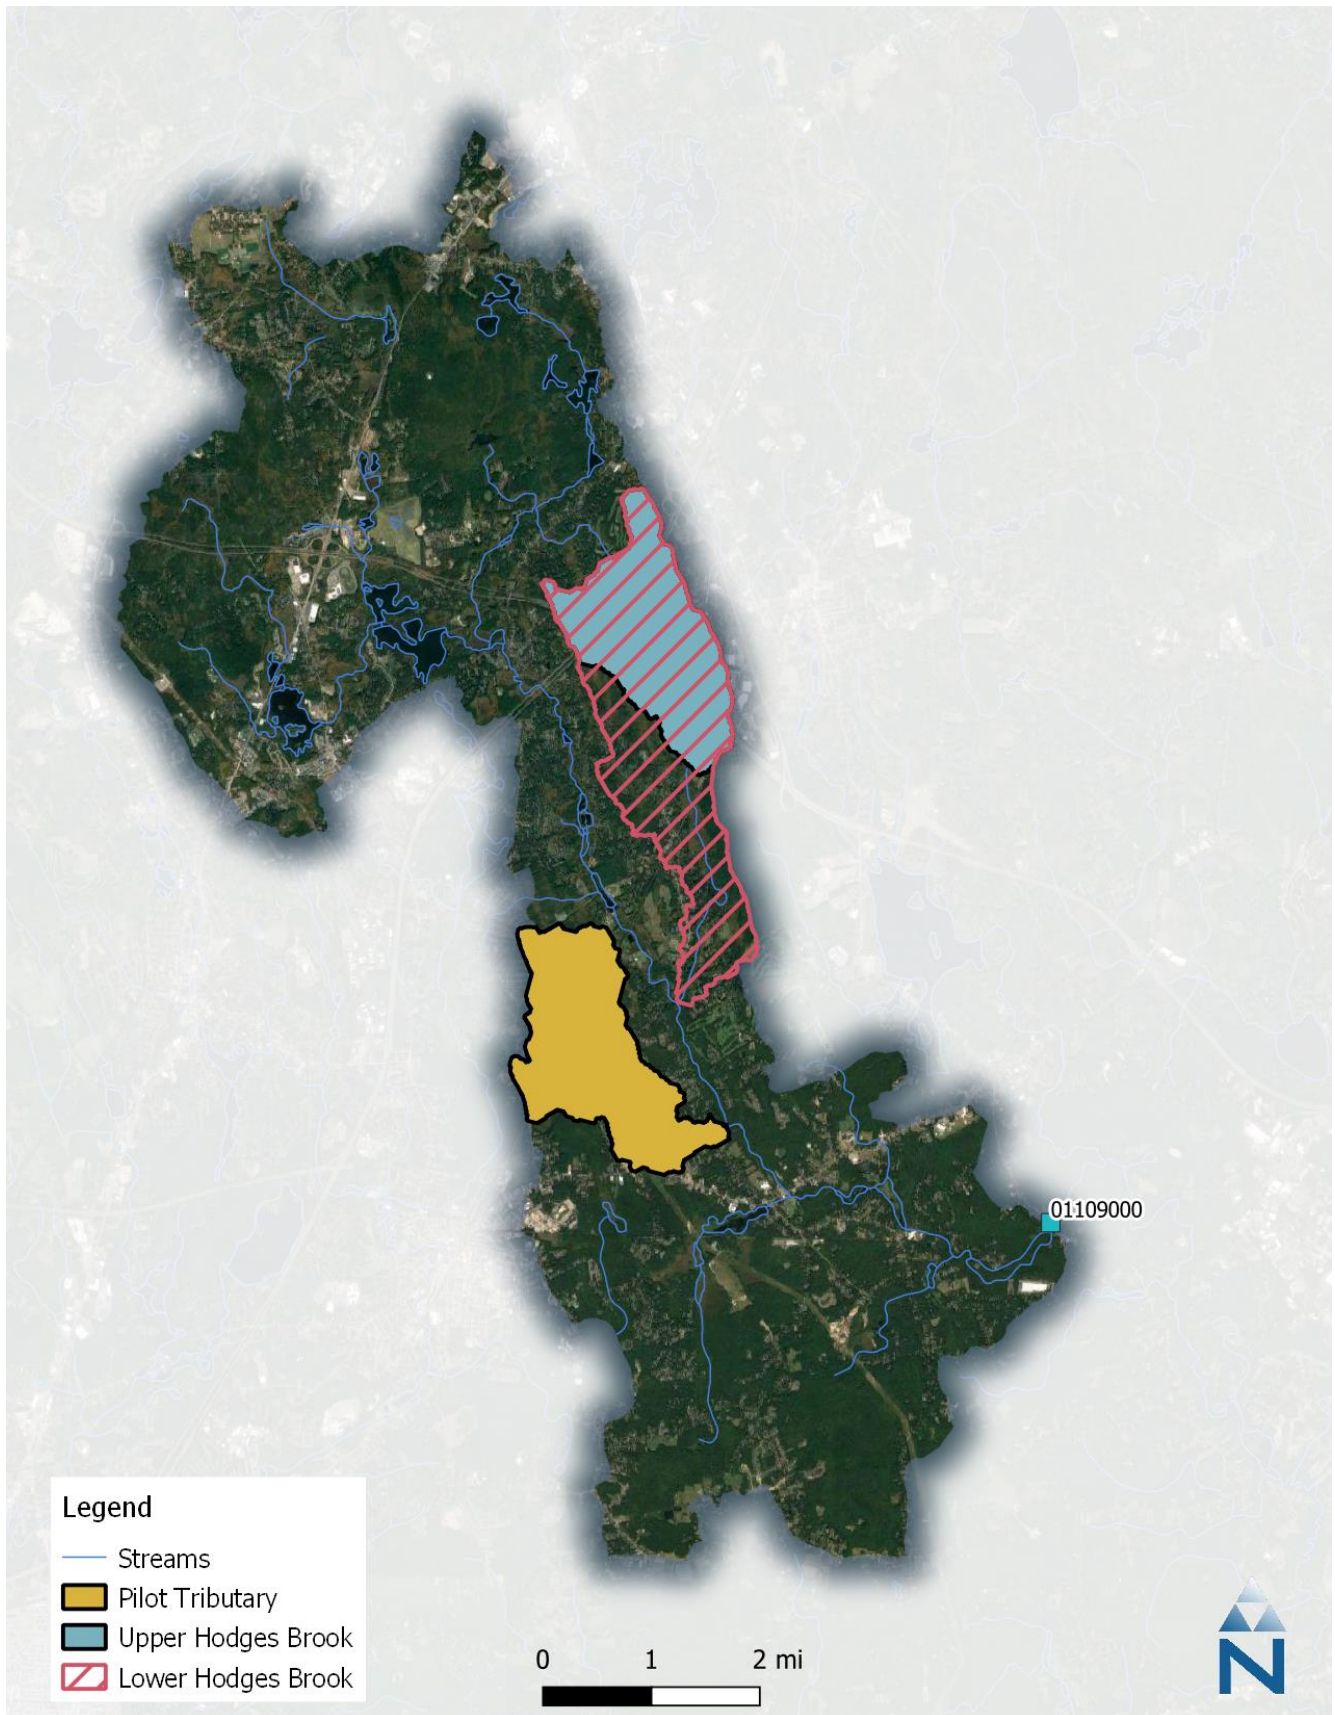 01109000
Legend
Streams
Pilot Tributary
Upper Hodges Brook
Lower Hodges Brook
0 1 2 mi
N